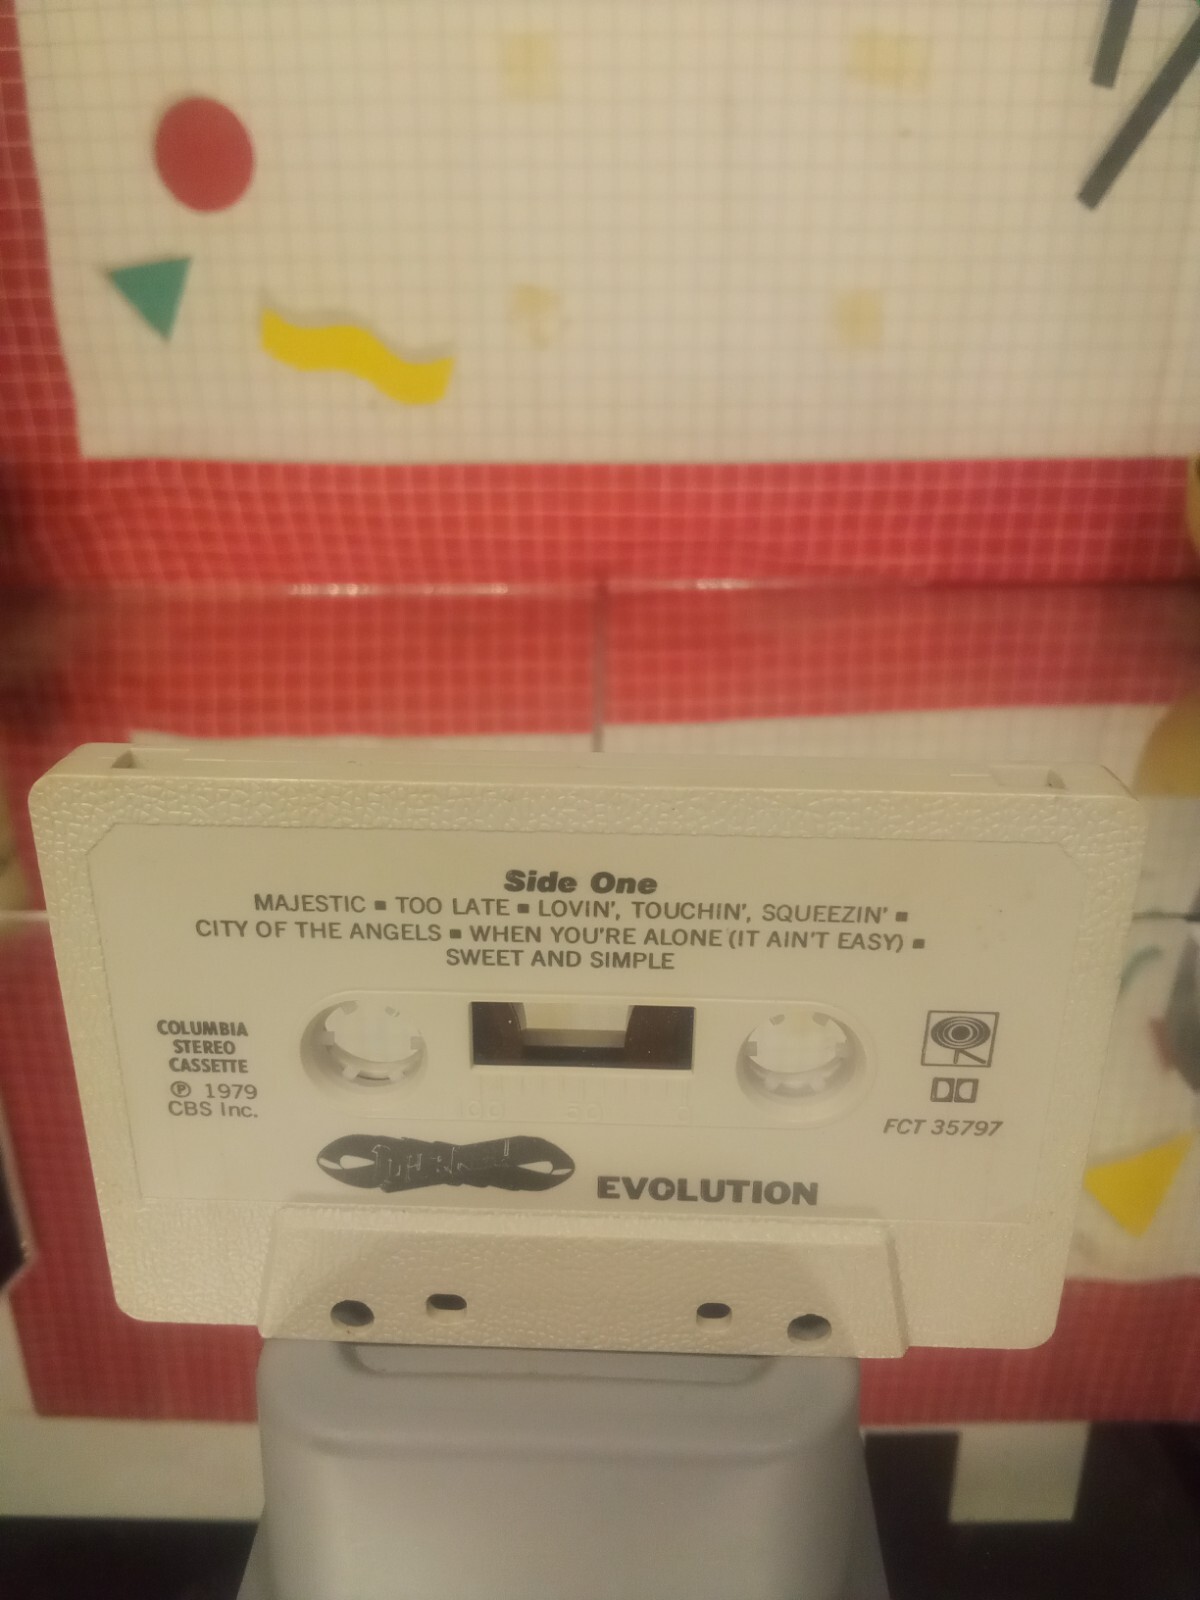 Side One
MAJESTIC ■ TOO LATE ■ LOVIN', TOUCHIN', SQUEEZIN' ■
CITY OF THE ANGELS ■ WHEN YOU'RE ALONE (IT AIN'T EASY) ■
SWEET AND SIMPLE
COLUMBIA
STEREO
CASSETTE
℗ 1979
CBS Inc.
FCT 35797
EVOLUTION